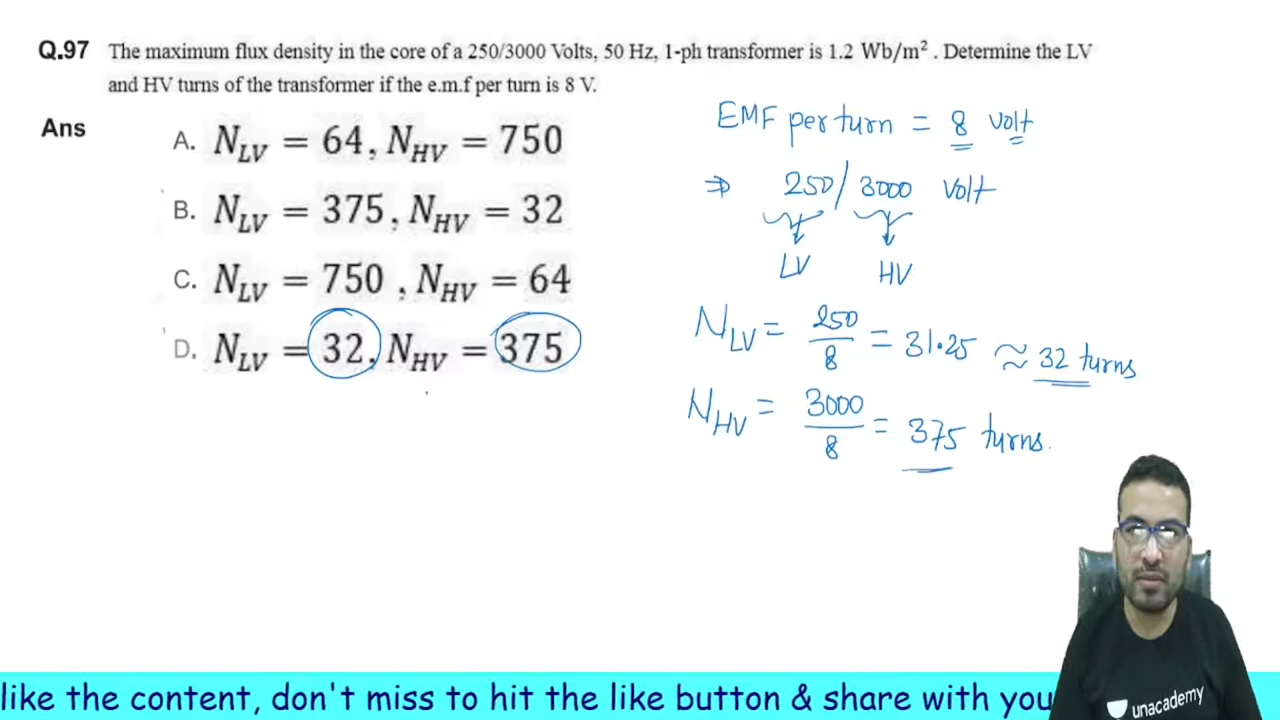 Q.97 The maximum flux density in the core of a 250/3000 Volts, 50 Hz, 1-ph transformer is 1.2 Wb/m². Determine the LV
and HV turns of the transformer if the e.m.f per turn is 8 V.
Ans
A. N_LV = 64, N_HV = 750
B. N_LV = 375, N_HV = 32
C. N_LV = 750 , N_HV = 64
D. N_LV = 32, N_HV = 375
EMF per turn = 8 volt
⇒ 250/3000 volt
LV HV
N_LV = 250/8 = 31.25 ≈ 32 turns
N_HV = 3000/8 = 375 turns.
unacademy
like the content, don't miss to hit the like button & share with you